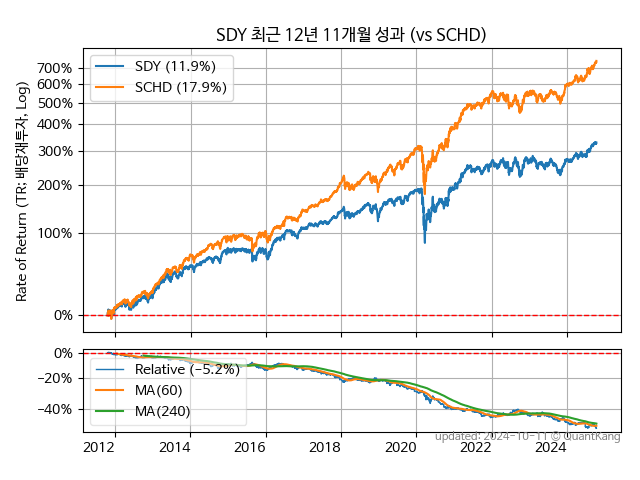 SDY 최근 12년 11개월 성과 (vs SCHD)
Rate of Return (TR: 배당재투자, Log)
700%
600%
500%
400%
300%
200%
100%
0%
SDY (11.9%)
SCHD (17.9%)
0%
−20%
−40%
Relative (−5.2%)
MA(60)
MA(240)
2012 2014 2016 2018 2020 2022 2024
updated: 2024-10-11 © QuantKang